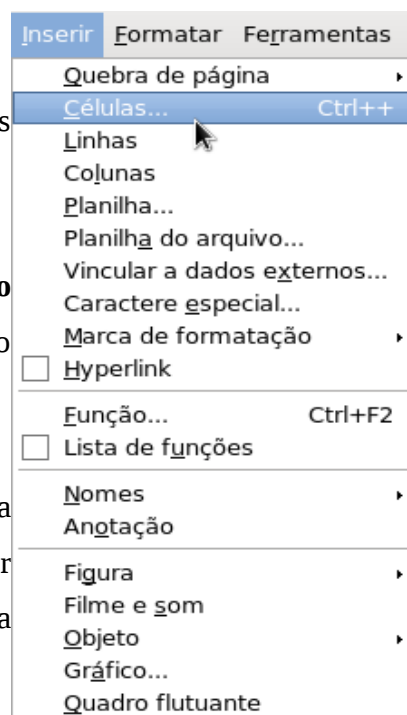 Inserir Formatar Ferramentas
Quebra de página
s
Células... Ctrl++
Linhas
Colunas
Planilha...
Planilha do arquivo...
Vincular a dados externos...
o
Caractere especial...
o
Marca de formatação
Hyperlink
Função... Ctrl+F2
Lista de funções
Nomes
a
Anotação
r
Figura
Filme e som
a
Objeto
Gráfico...
Quadro flutuante